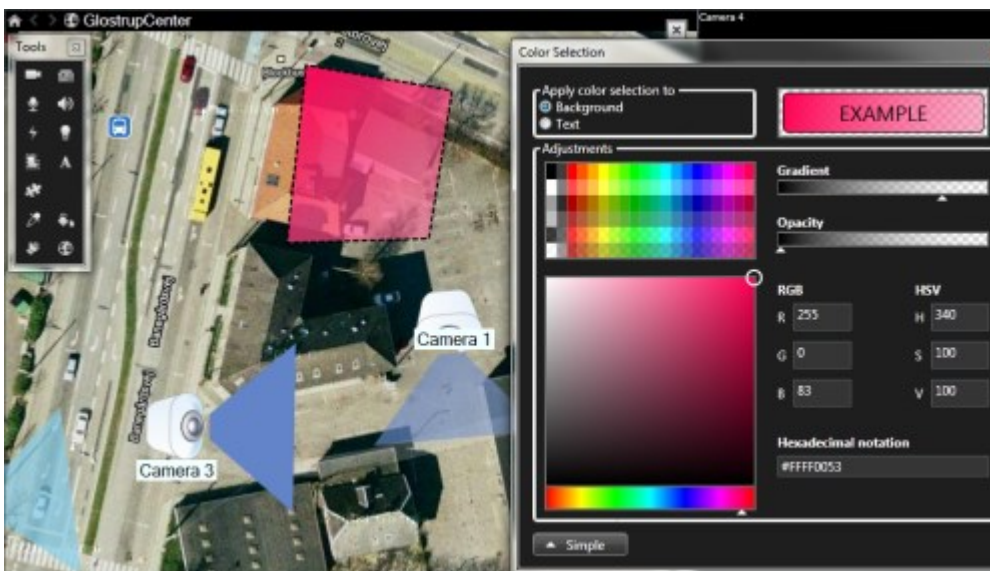 GlostrupCenter
Camera 4
Tools
Color Selection
Apply color selection to
Background
Text
EXAMPLE
Adjustments
Gradient
Opacity
RGB
HSV
R 255
H 340
G 0
S 100
B 83
V 100
Hexadecimal notation
#FFFF0053
Camera 1
Camera 3
Simple